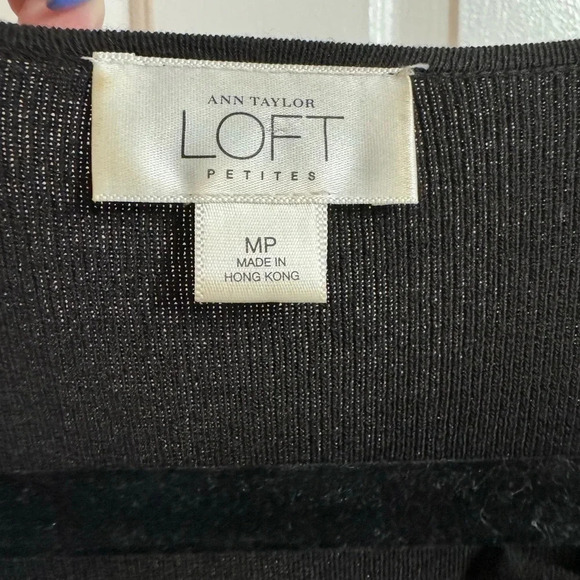 ANN TAYLOR
LOFT
PETITES
MP
MADE IN
HONG KONG